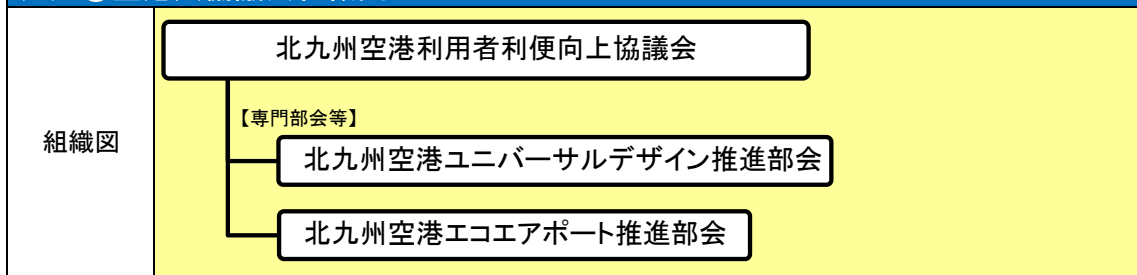 北九州空港利用者利便向上協議会
【専門部会等】
組織図
北九州空港ユニバーサルデザイン推進部会
北九州空港エコエアポート推進部会